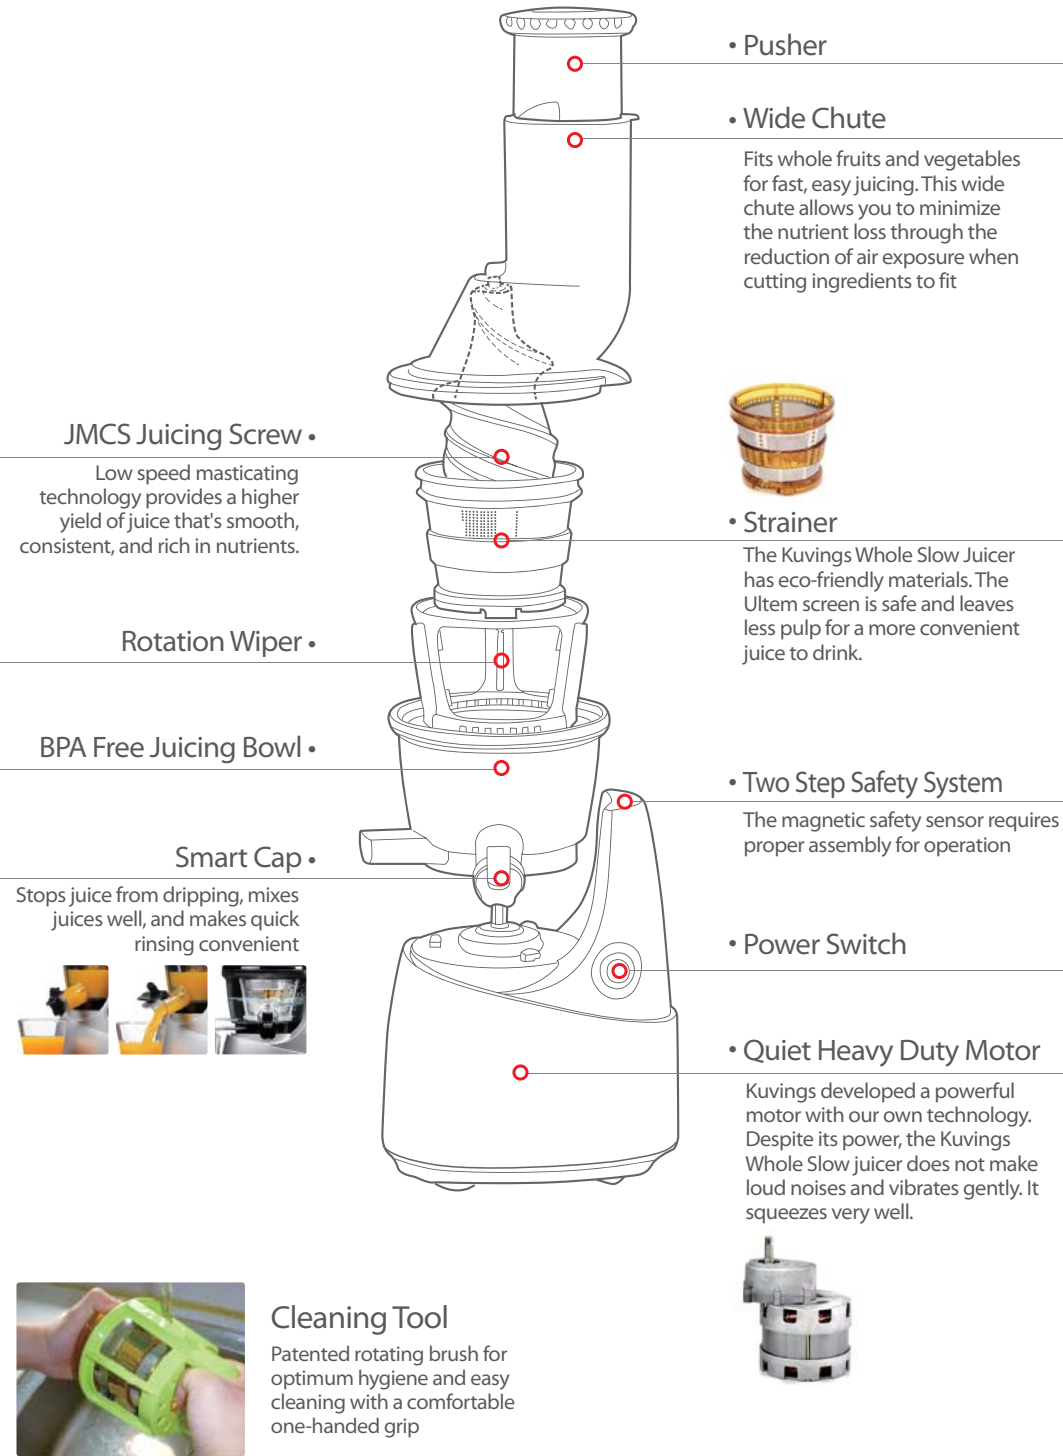 • Pusher
• Wide Chute
Fits whole fruits and vegetables
for fast, easy juicing. This wide
chute allows you to minimize
the nutrient loss through the
reduction of air exposure when
cutting ingredients to fit
JMCS Juicing Screw •
Low speed masticating
technology provides a higher
yield of juice that's smooth,
consistent, and rich in nutrients.
• Strainer
The Kuvings Whole Slow Juicer
has eco-friendly materials. The
Ultem screen is safe and leaves
less pulp for a more convenient
juice to drink.
Rotation Wiper •
BPA Free Juicing Bowl •
• Two Step Safety System
The magnetic safety sensor requires
proper assembly for operation
Smart Cap •
Stops juice from dripping, mixes
juices well, and makes quick
rinsing convenient
• Power Switch
• Quiet Heavy Duty Motor
Kuvings developed a powerful
motor with our own technology.
Despite its power, the Kuvings
Whole Slow juicer does not make
loud noises and vibrates gently. It
squeezes very well.
Cleaning Tool
Patented rotating brush for
optimum hygiene and easy
cleaning with a comfortable
one-handed grip